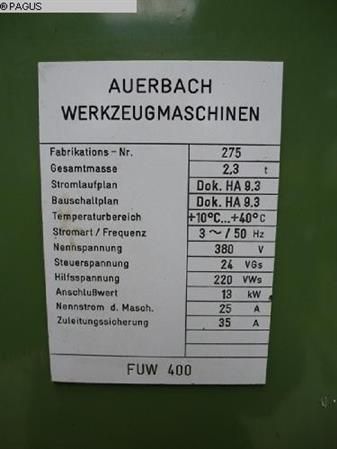 © PAGUS
AUERBACH
WERKZEUGMASCHINEN
Fabrikations - Nr. 275
Gesamtmasse 2,3 t
Stromlaufplan Dok. HA 9.3
Bauschaltplan Dok. HA 9.3
Temperaturbereich +10°C...+40°C
Stromart / Frequenz 3 ~ / 50 Hz
Nennspannung 380 V
Steuerspannung 24 VGs
Hilfsspannung 220 VWs
Anschlußwert 13 kW
Nennstrom d. Masch. 25 A
Zuleitungssicherung 35 A
FUW 400